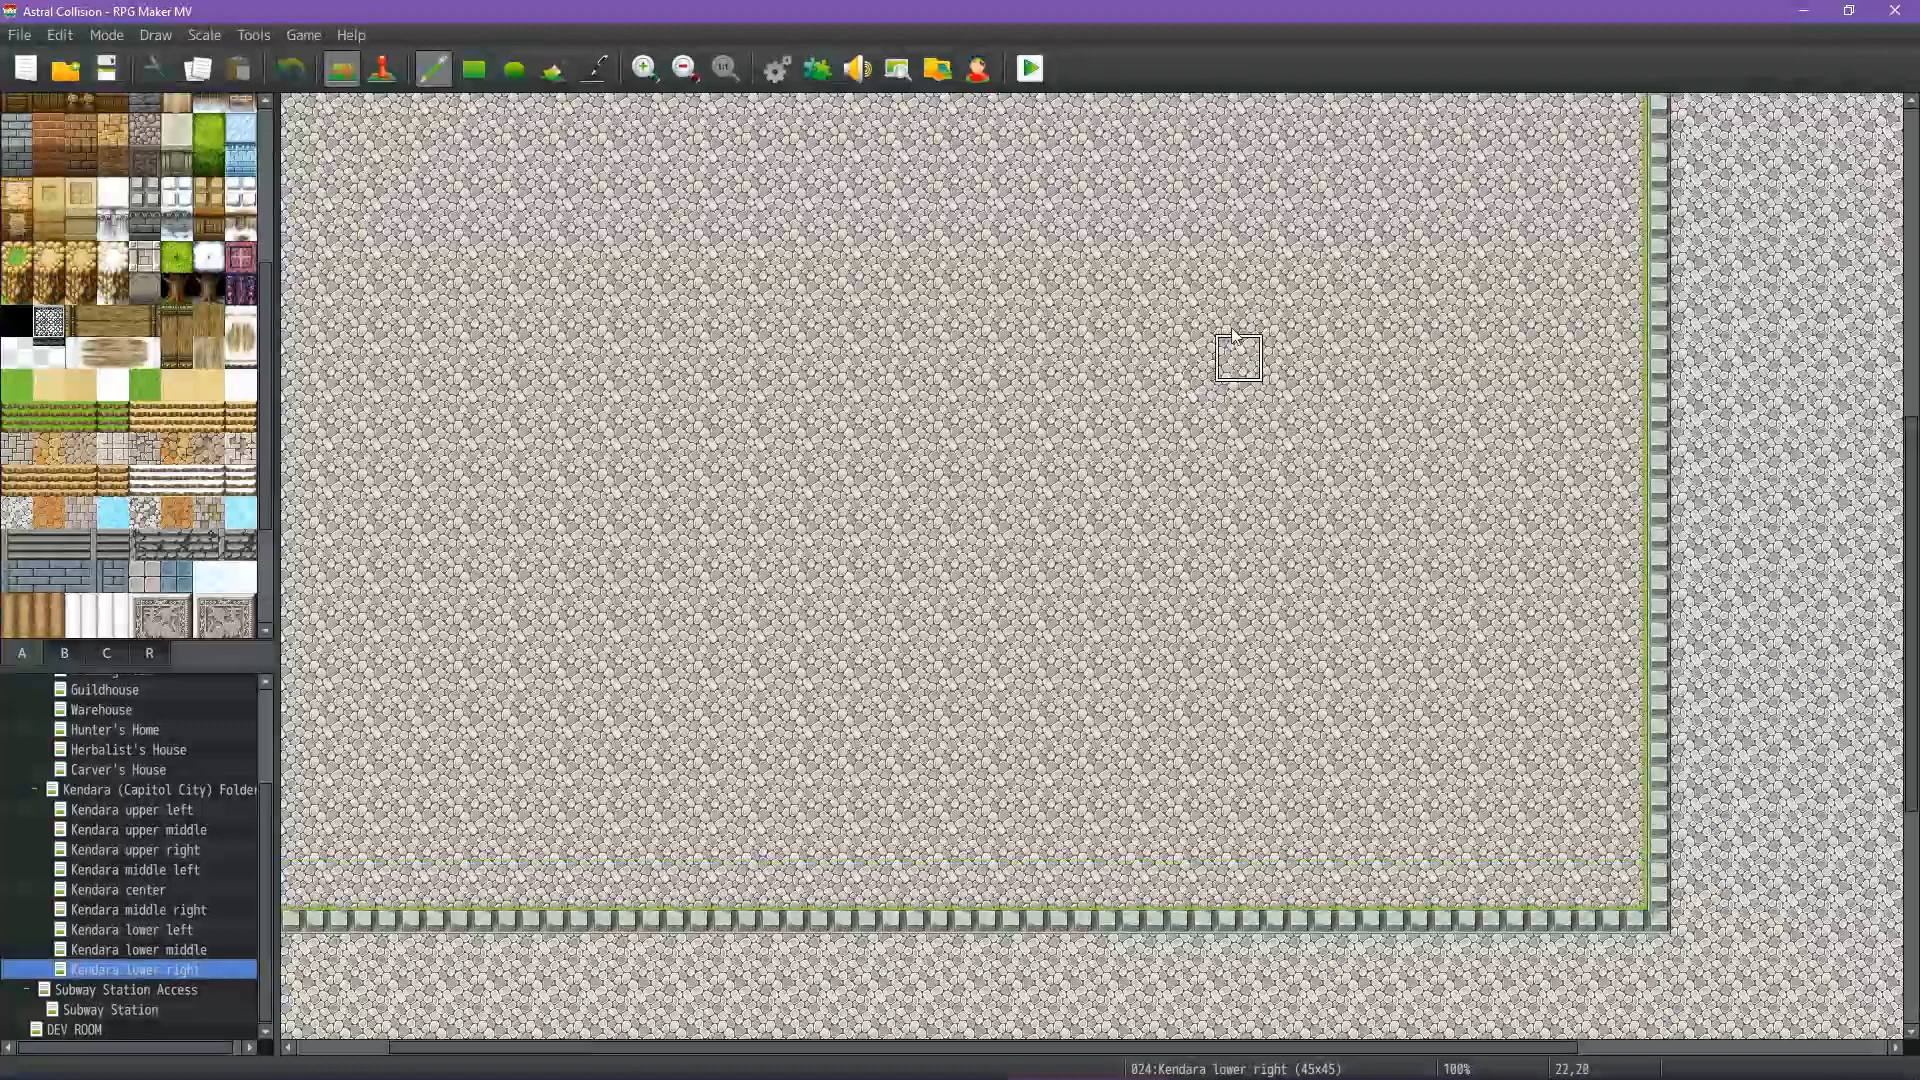 Astral Collision - RPG Maker MV
File Edit Mode Draw Scale Tools Game Help
1:1
A B C R
Guildhouse
Warehouse
Hunter's Home
Herbalist's House
Carver's House
Kendara (Capitol City) Folder
Kendara upper left
Kendara upper middle
Kendara upper right
Kendara middle left
Kendara center
Kendara middle right
Kendara lower left
Kendara lower middle
Kendara lower right
Subway Station Access
Subway Station
DEV ROOM
024:Kendara lower right (45x45) 100% 22,20